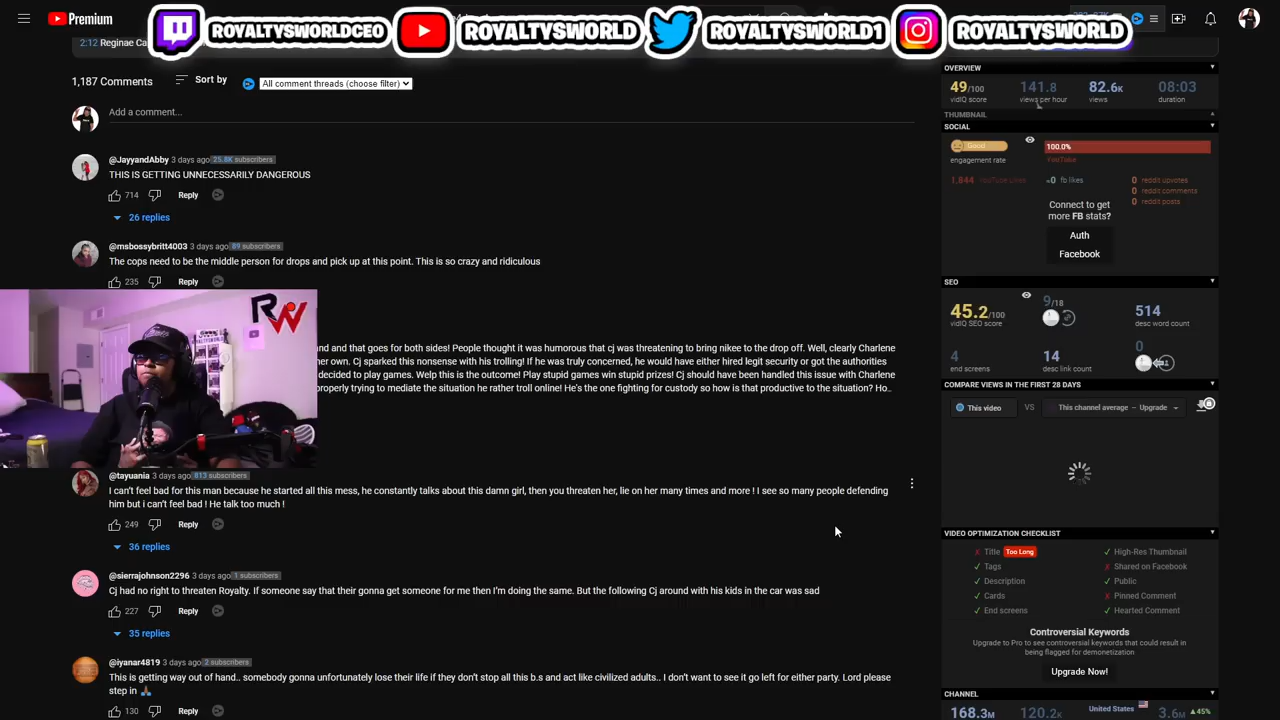 Premium
ROYALTYSWORLDCEO
ROYALTYSWORLD
ROYALTYSWORLD1
ROYALTYSWORLD
2:12 Reginae Cap
1,187 Comments
Sort by
All comment threads (choose filter)
Add a comment...
@JayyandAbby 3 days ago 25.8K subscribers
THIS IS GETTING UNNECESSARILY DANGEROUS
714 Reply
26 replies
@msbossybritt4003 3 days ago 89 subscribers
The cops need to be the middle person for drops and pick up at this point. This is so crazy and ridiculous
235 Reply
RW
and and that goes for both sides! People thought it was humorous that cj was threatening to bring nikee to the drop off. Well, clearly Charlene
her own. Cj sparked this nonsense with his trolling! If he was truly concerned, he would have either hired legit security or got the authorities
decided to play games. Welp this is the outcome! Play stupid games win stupid prizes! Cj should have been handled this issue with Charlene
properly trying to mediate the situation he rather troll online! He's the one fighting for custody so how is that productive to the situation? Ho..
@tayuania 3 days ago 813 subscribers
I can't feel bad for this man because he started all this mess, he constantly talks about this damn girl, then you threaten her, lie on her many times and more ! I see so many people defending
him but i can't feel bad ! He talk too much !
249 Reply
36 replies
@sierrajohnson2296 3 days ago 1 subscribers
Cj had no right to threaten Royalty. If someone say that their gonna get someone for me then I'm doing the same. But the following Cj around with his kids in the car was sad
227 Reply
35 replies
@iyanar4819 3 days ago 2 subscribers
This is getting way out of hand.. somebody gonna unfortunately lose their life if they don't stop all this b.s and act like civilized adults.. I don't want to see it go left for either party. Lord please
step in 🙏🏾
130 Reply
OVERVIEW
49/100 141.8 82.6K 08:03
vidIQ score views per hour views duration
THUMBNAIL
SOCIAL
Good 100.0%
engagement rate YouTube
1,844 YouTube Likes ~0 fb likes 0 reddit upvotes
0 reddit comments
0 reddit posts
Connect to get
more FB stats?
Auth
Facebook
SEO
45.2/100 9/18 514
vidIQ SEO score desc word count
4 14 0
end screens desc link count
COMPARE VIEWS IN THE FIRST 28 DAYS
This video VS This channel average – Upgrade
VIDEO OPTIMIZATION CHECKLIST
✗ Title Too Long ✓ High-Res Thumbnail
✓ Tags ✗ Shared on Facebook
✓ Description ✓ Public
✓ Cards ✗ Pinned Comment
✓ End screens ✓ Hearted Comment
Controversial Keywords
Upgrade to Pro to see controversial keywords that could result in
being flagged for demonetization
Upgrade Now!
CHANNEL
168.3M 120.2K United States 3.6M ▲45%